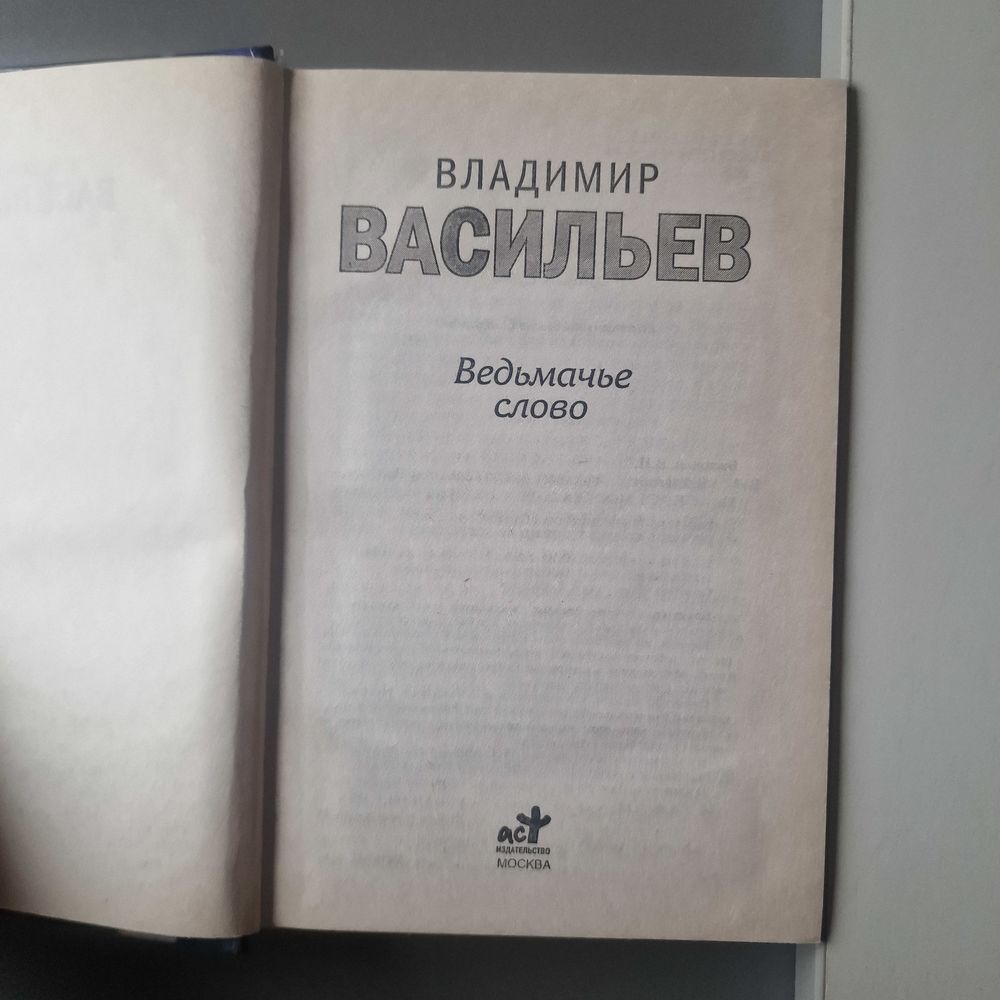 ВЛАДИМИР
ВАСИЛЬЕВ
Ведьмачье
слово
аст
ИЗДАТЕЛЬСТВО
МОСКВА